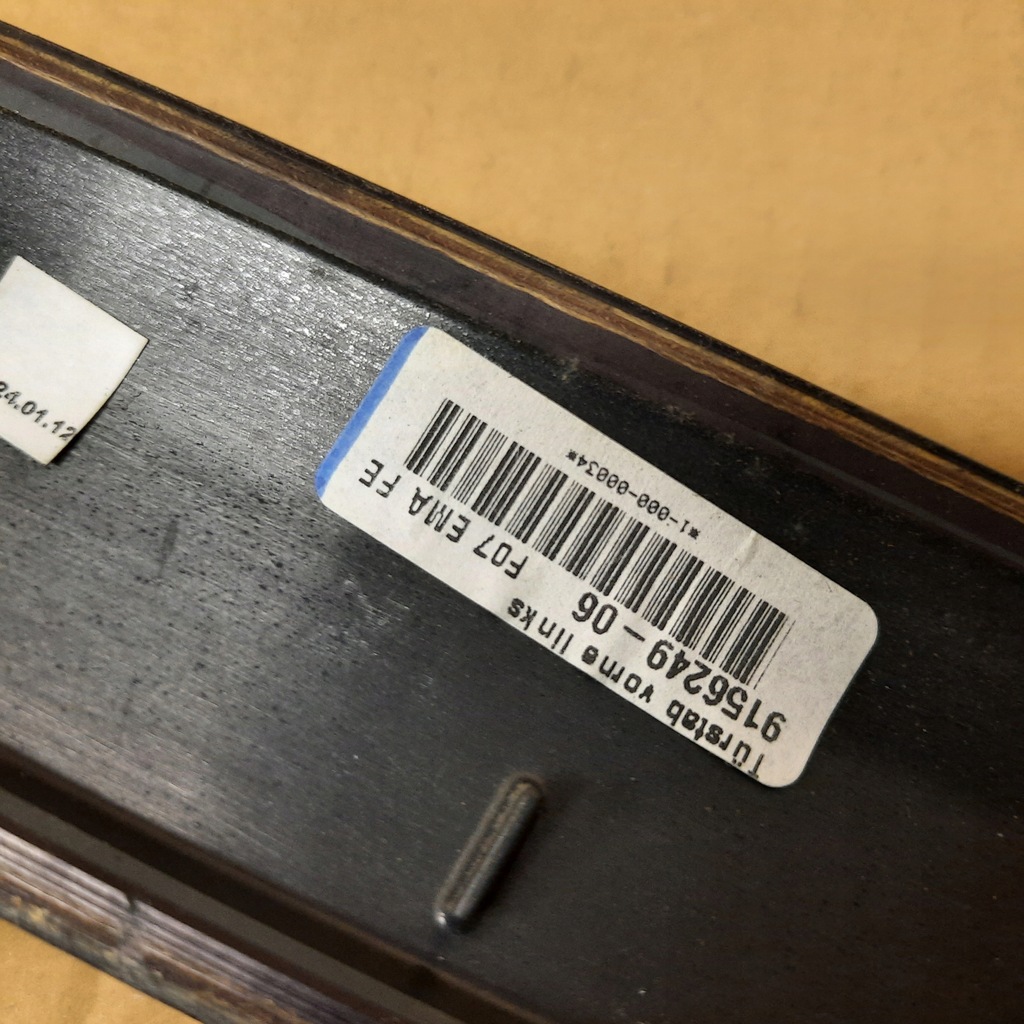 Türstab vorne links
9156249-06
F07 EMA FE
*1-000-00034*
24.01.12